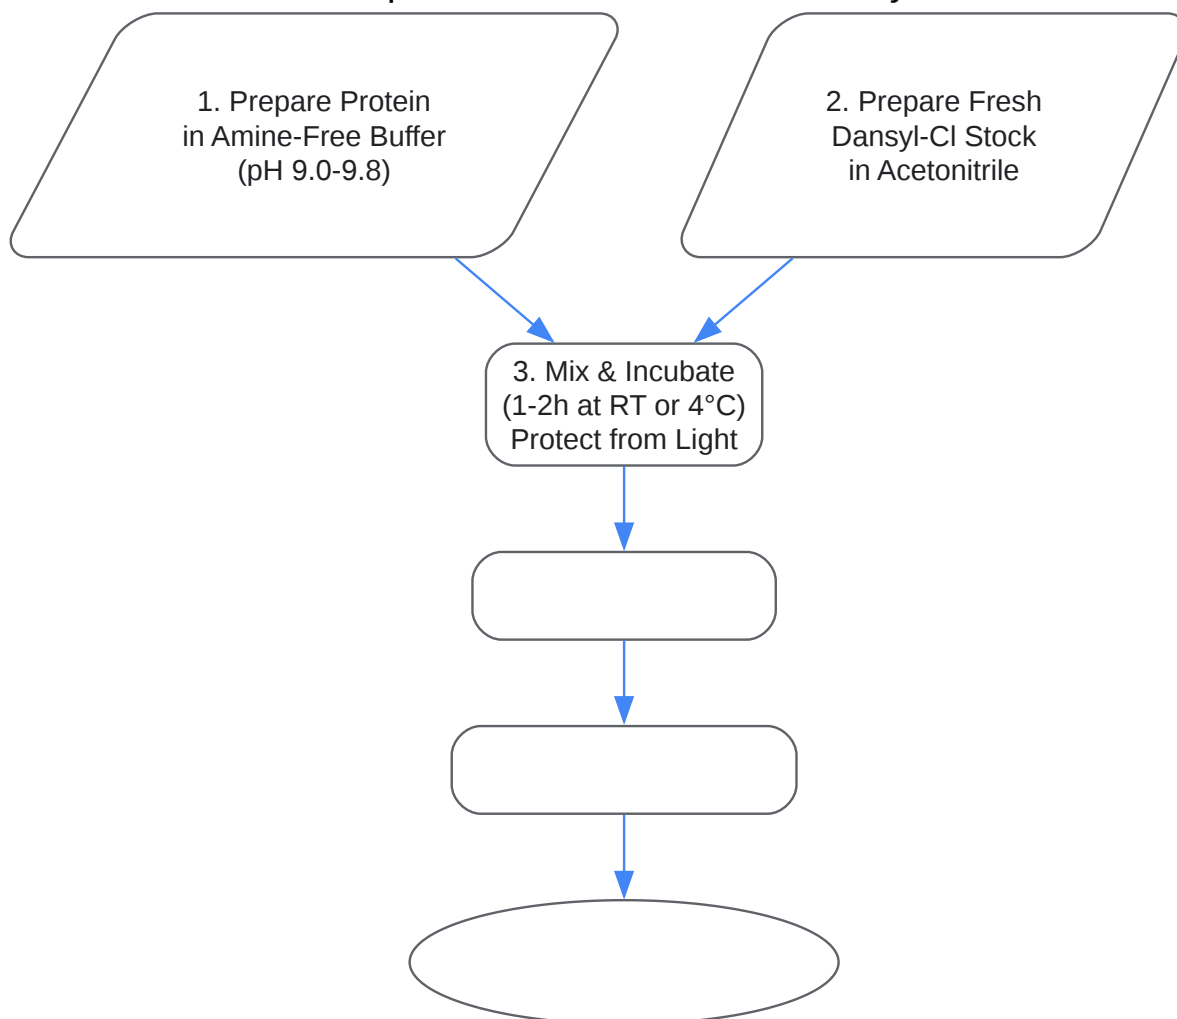 1. Prepare Protein
in Amine-Free Buffer
(pH 9.0-9.8)
2. Prepare Fresh
Dansyl-Cl Stock
in Acetonitrile
3. Mix & Incubate
(1-2h at RT or 4°C)
Protect from Light